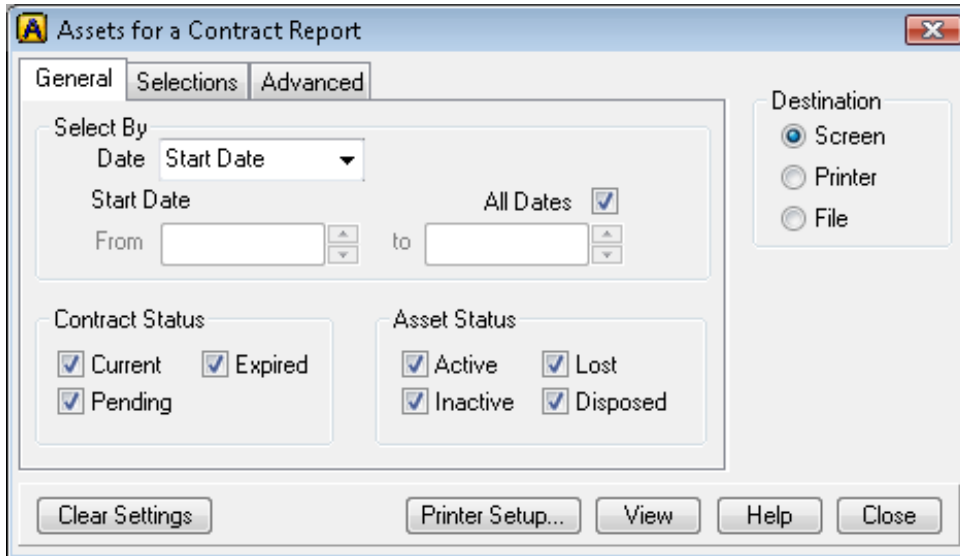 A Assets for a Contract Report
General Selections Advanced
Select By
Date Start Date
Start Date All Dates
From to
Contract Status
Current Expired
Pending
Asset Status
Active Lost
Inactive Disposed
Destination
Screen
Printer
File
Clear Settings Printer Setup... View Help Close